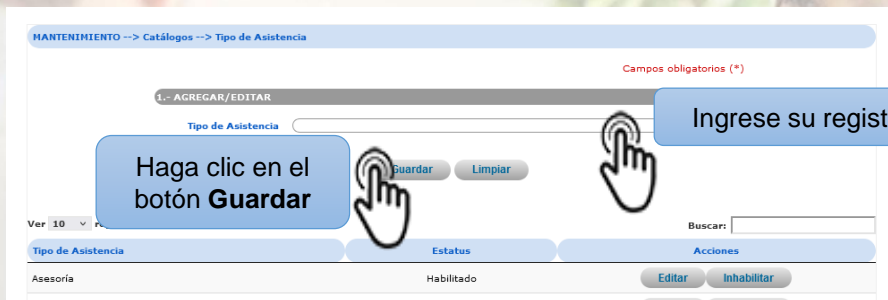 MANTENIMIENTO --> Catálogos --> Tipo de Asistencia
Campos obligatorios (*)
1.- AGREGAR/EDITAR
Tipo de Asistencia
Ingrese su regist
Haga clic en el
botón Guardar
Guardar Limpiar
Ver 10
Buscar:
Tipo de Asistencia Estatus Acciones
Asesoría Habilitado Editar Inhabilitar